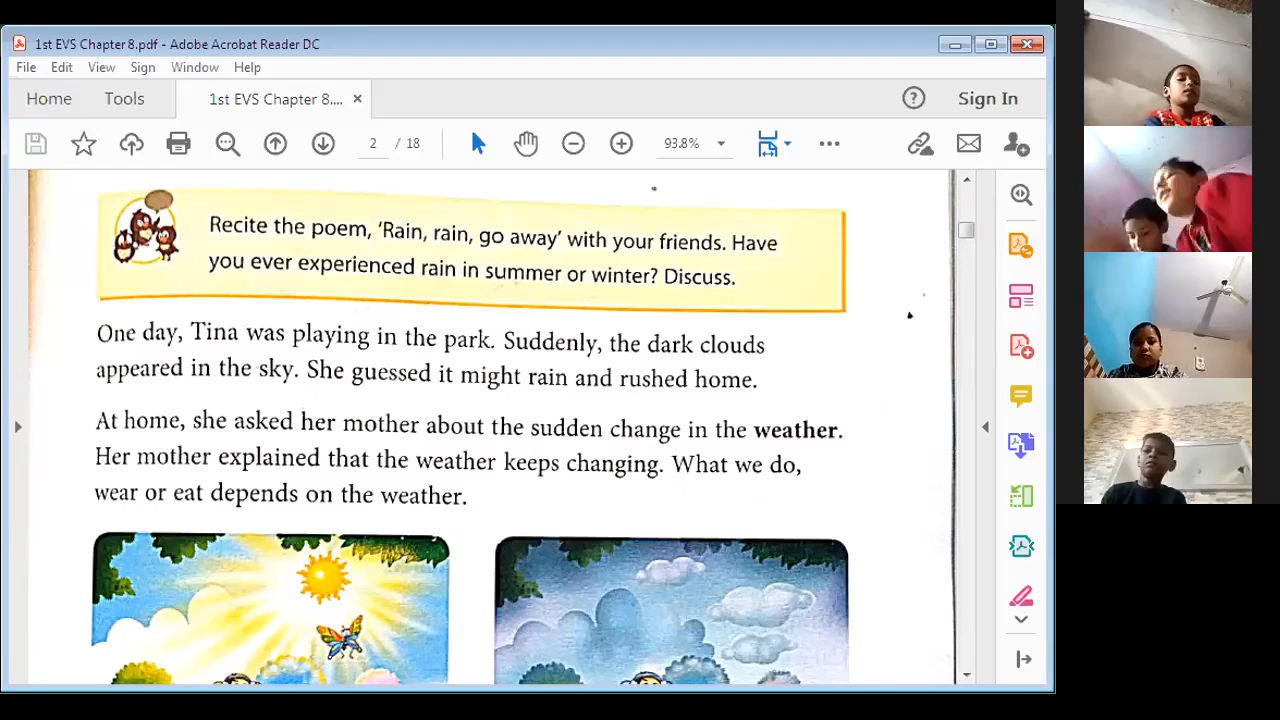 1st EVS Chapter 8.pdf - Adobe Acrobat Reader DC
File Edit View Sign Window Help
Home Tools 1st EVS Chapter 8.... × Sign In
2 / 18 93.8%
Recite the poem, ‘Rain, rain, go away’ with your friends. Have
you ever experienced rain in summer or winter? Discuss.
One day, Tina was playing in the park. Suddenly, the dark clouds
appeared in the sky. She guessed it might rain and rushed home.
At home, she asked her mother about the sudden change in the weather.
Her mother explained that the weather keeps changing. What we do,
wear or eat depends on the weather.